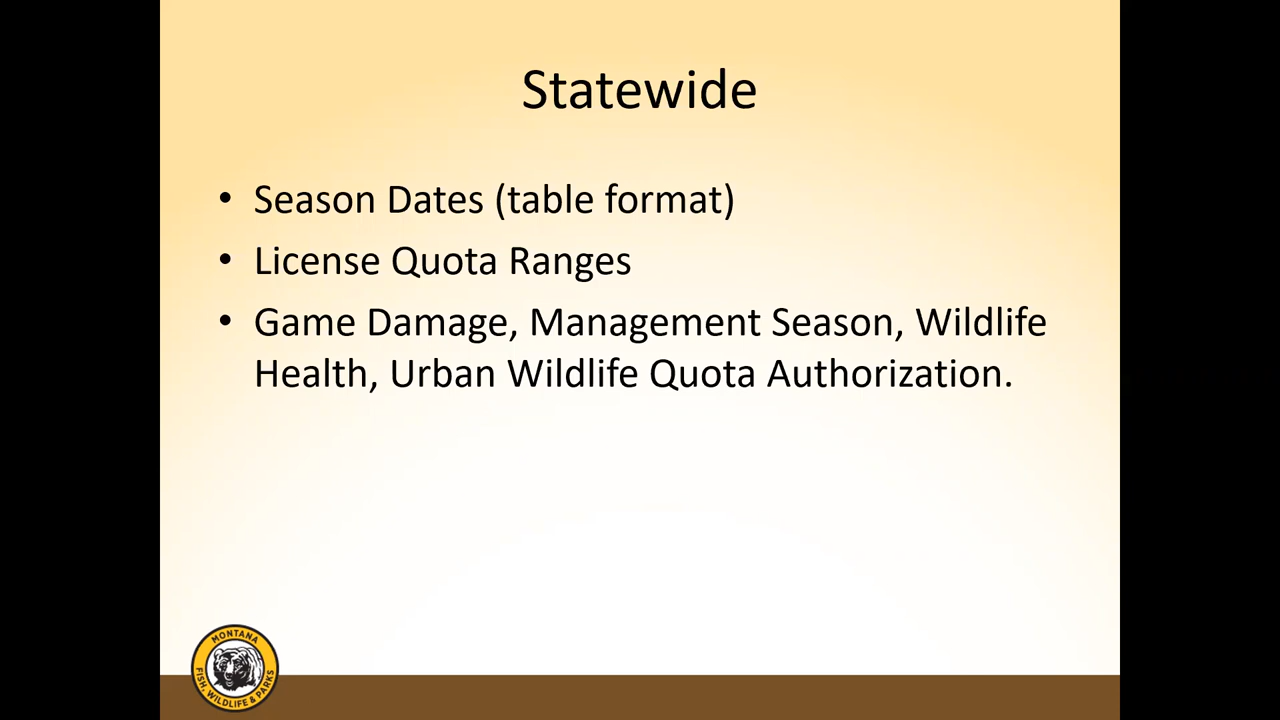 Statewide
• Season Dates (table format)
• License Quota Ranges
• Game Damage, Management Season, Wildlife
Health, Urban Wildlife Quota Authorization.
MONTANA
FISH, WILDLIFE & PARKS